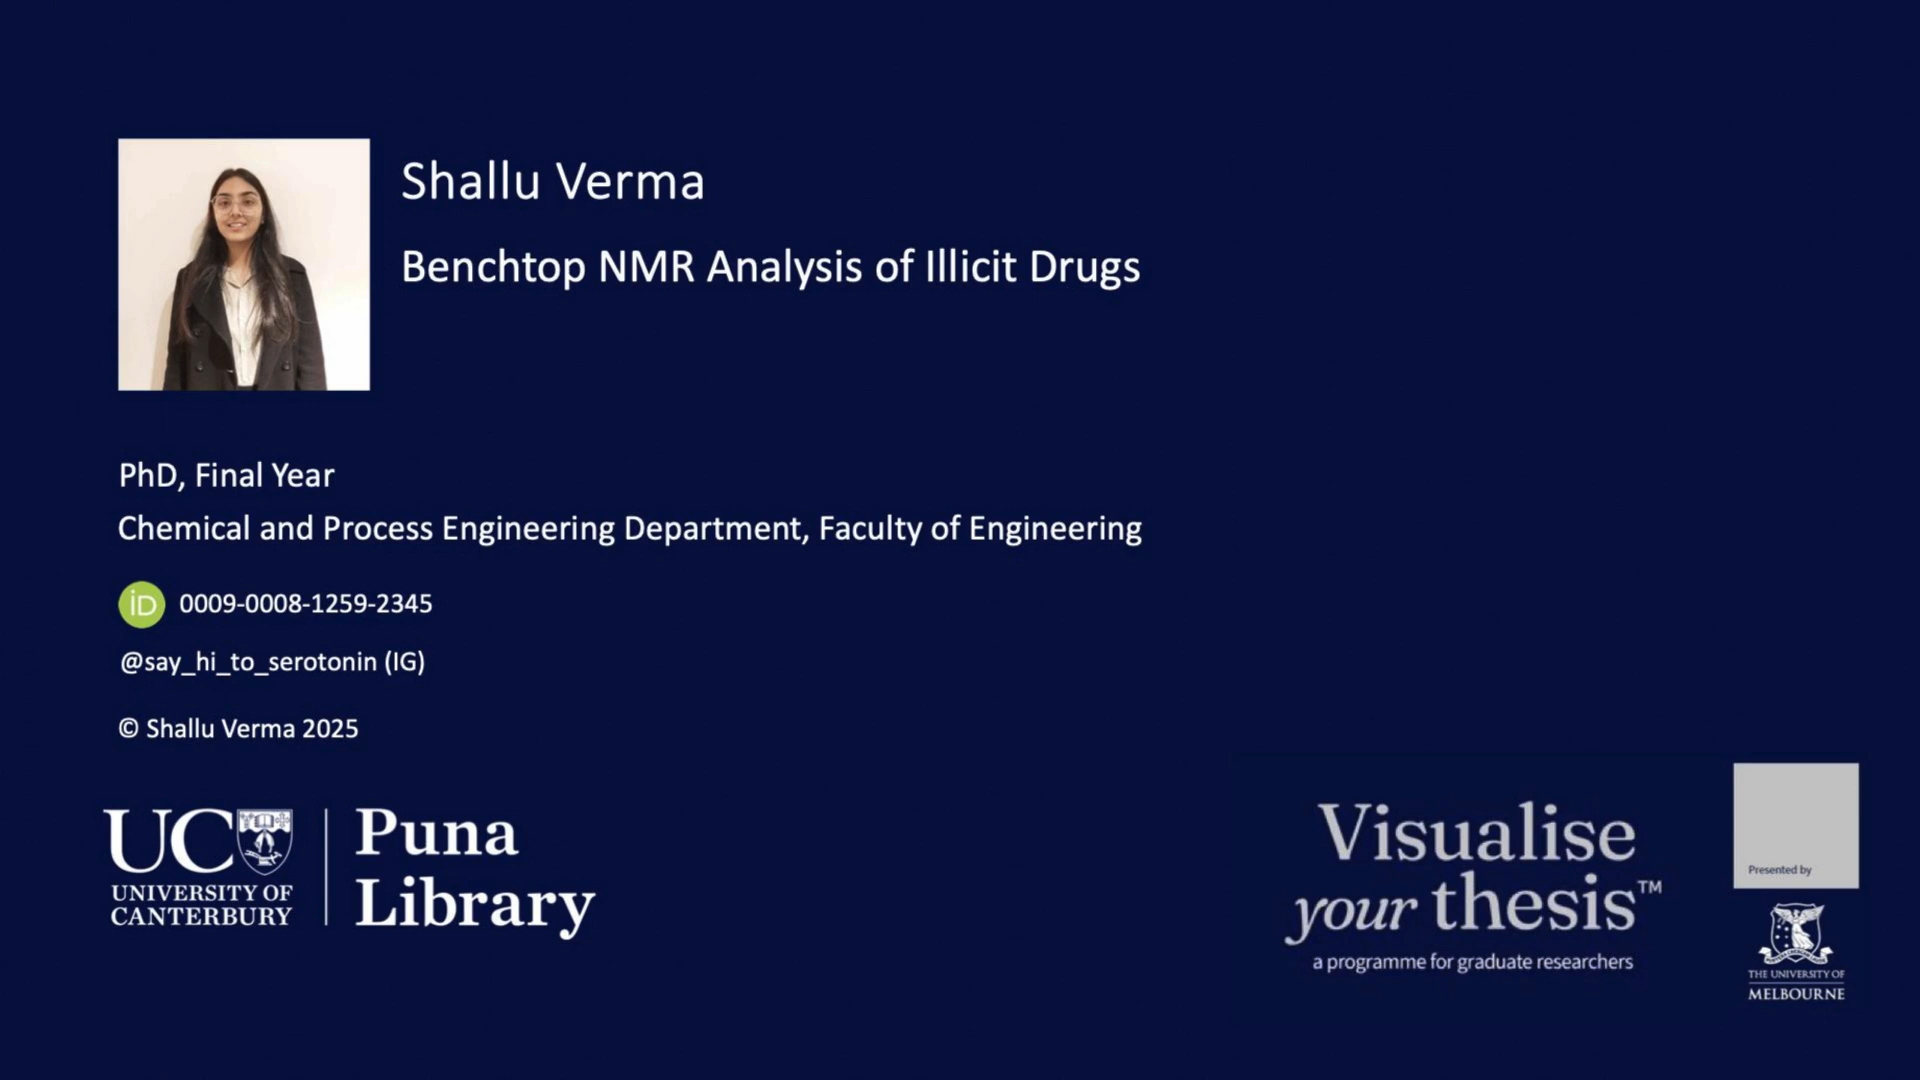 Shallu Verma
Benchtop NMR Analysis of Illicit Drugs
PhD, Final Year
Chemical and Process Engineering Department, Faculty of Engineering
iD 0009-0008-1259-2345
@say_hi_to_serotonin (IG)
© Shallu Verma 2025
UC
UNIVERSITY OF
CANTERBURY
Puna
Library
Visualise
your thesis™
a programme for graduate researchers
Presented by
THE UNIVERSITY OF
MELBOURNE